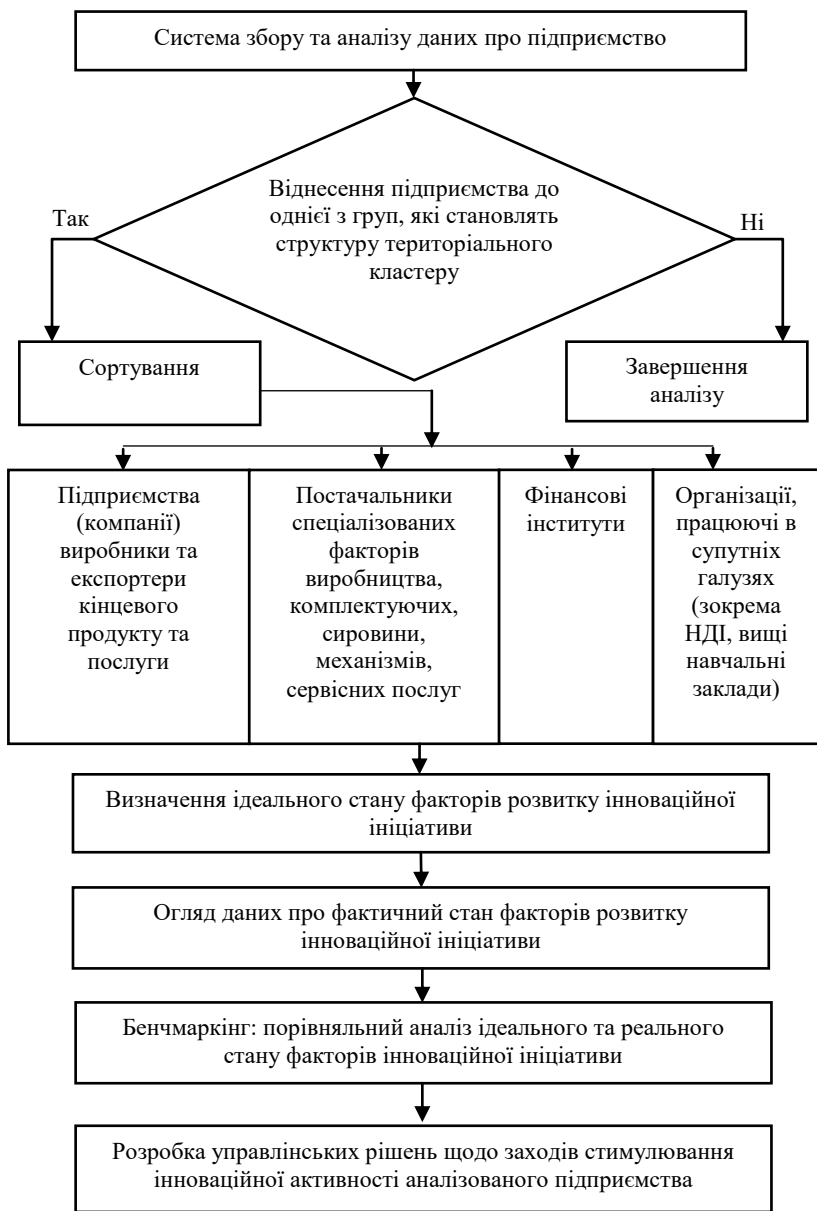 Система збору та аналізу даних про підприємство
Віднесення підприємства до
однієї з груп, які становлять
структуру територіального
кластеру
Так
Ні
Сортування
Завершення
аналізу
Підприємства
(компанії)
виробники та
експортери
кінцевого
продукту та
послуги
Постачальники
спеціалізованих
факторів
виробництва,
комплектуючих,
сировини,
механізмів,
сервісних послуг
Фінансові
інститути
Організації,
працюючі в
супутніх
галузях
(зокрема
НДІ, вищі
навчальні
заклади)
Визначення ідеального стану факторів розвитку інноваційної
ініціативи
Огляд даних про фактичний стан факторів розвитку
інноваційної ініціативи
Бенчмаркінг: порівняльний аналіз ідеального та реального
стану факторів інноваційної ініціативи
Розробка управлінських рішень щодо заходів стимулювання
інноваційної активності аналізованого підприємства